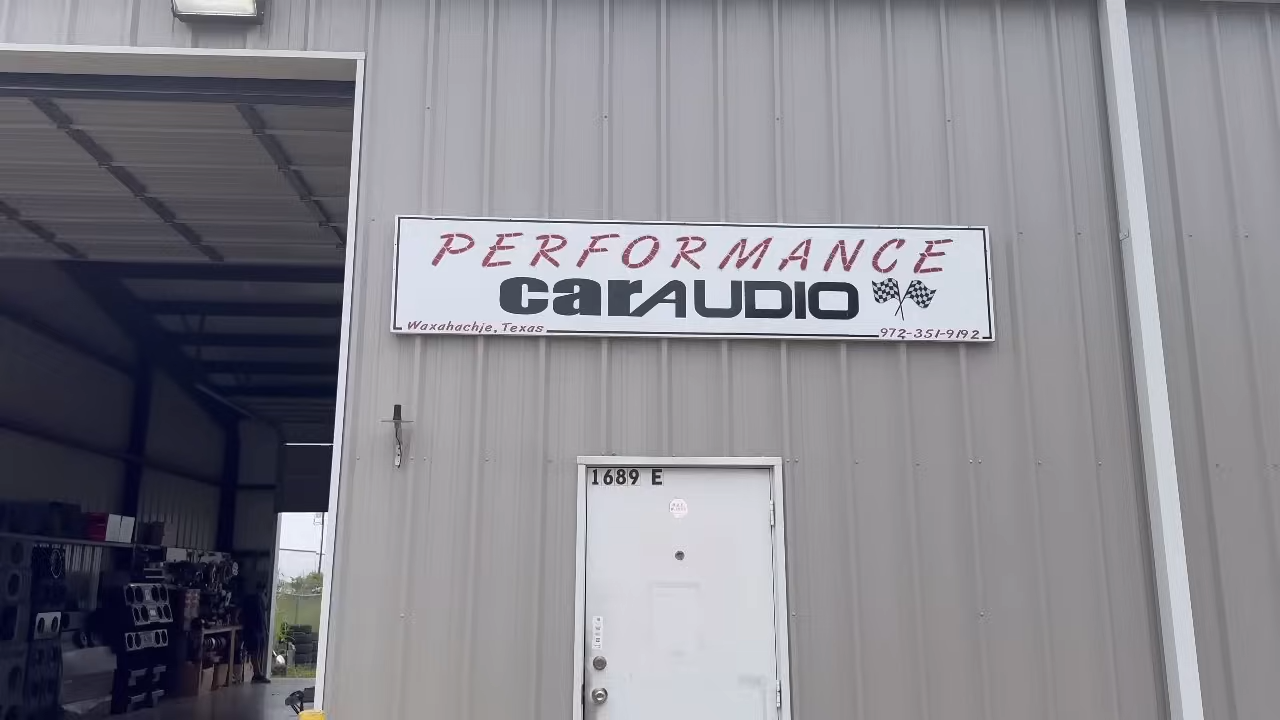 PERFORMANCE
carAUDIO
Waxahachie, Texas
972-351-9192
1689 E